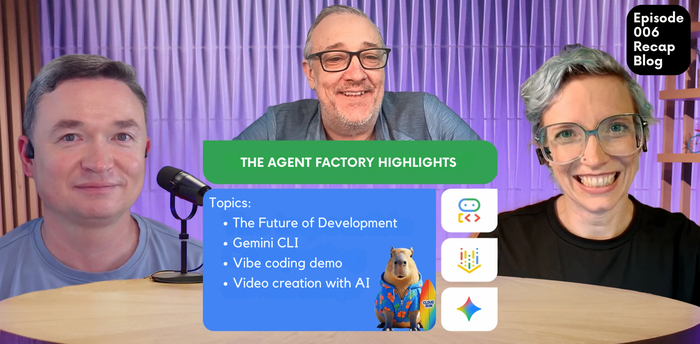 Episode
006
Recap
Blog
THE AGENT FACTORY HIGHLIGHTS
Topics:
• The Future of Development
• Gemini CLI
• Vibe coding demo
• Video creation with AI